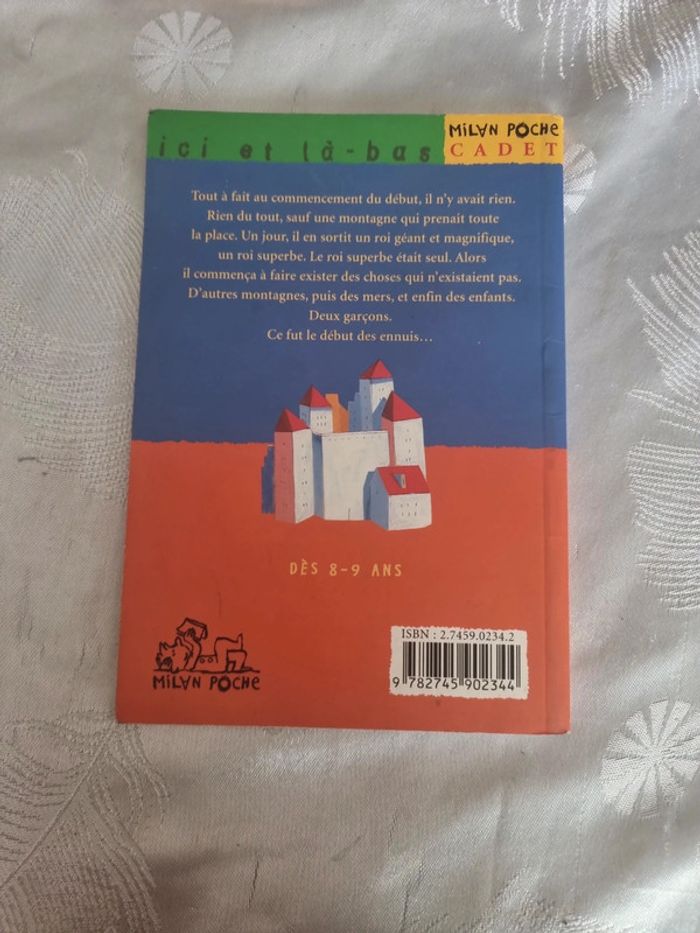 ici et là-bas
MiLAN POCHE
CADET
Tout à fait au commencement du début, il n'y avait rien.
Rien du tout, sauf une montagne qui prenait toute
la place. Un jour, il en sortit un roi géant et magnifique,
un roi superbe. Le roi superbe était seul. Alors
il commença à faire exister des choses qui n'existaient pas.
D'autres montagnes, puis des mers, et enfin des enfants.
Deux garçons.
Ce fut le début des ennuis…
DÈS 8-9 ANS
MiLAN POCHe
ISBN : 2.7459.0234.2
9 782745 902344